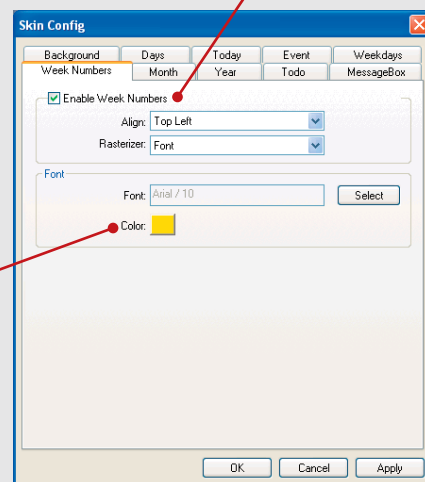 Skin Config
Background Days Today Event Weekdays
Week Numbers Month Year Todo MessageBox
Enable Week Numbers
Align: Top Left
Rasterizer: Font
Font
Font: Arial / 10 Select
Color:
OK Cancel Apply